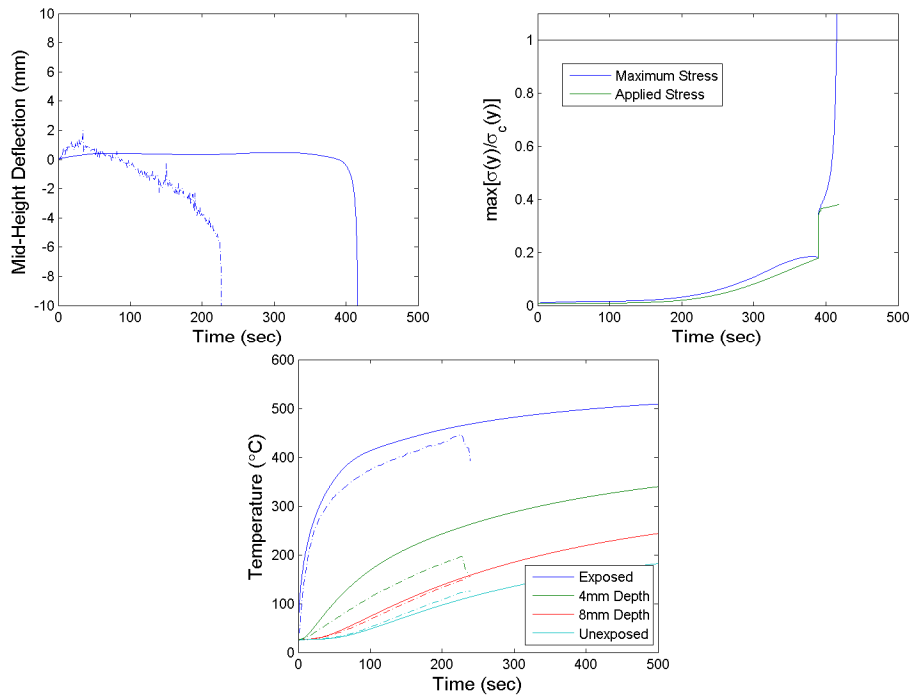 10
8
6
4
2
0
-2
-4
-6
-8
-10
0 100 200 300 400 500
Time (sec)
Mid-Height Deflection (mm)
1
0.8
0.6
0.4
0.2
0
0 100 200 300 400 500
Time (sec)
max[σ(y)/σc(y)]
Maximum Stress
Applied Stress
600
500
400
300
200
100
0
0 100 200 300 400 500
Time (sec)
Temperature (°C)
Exposed
4mm Depth
8mm Depth
Unexposed